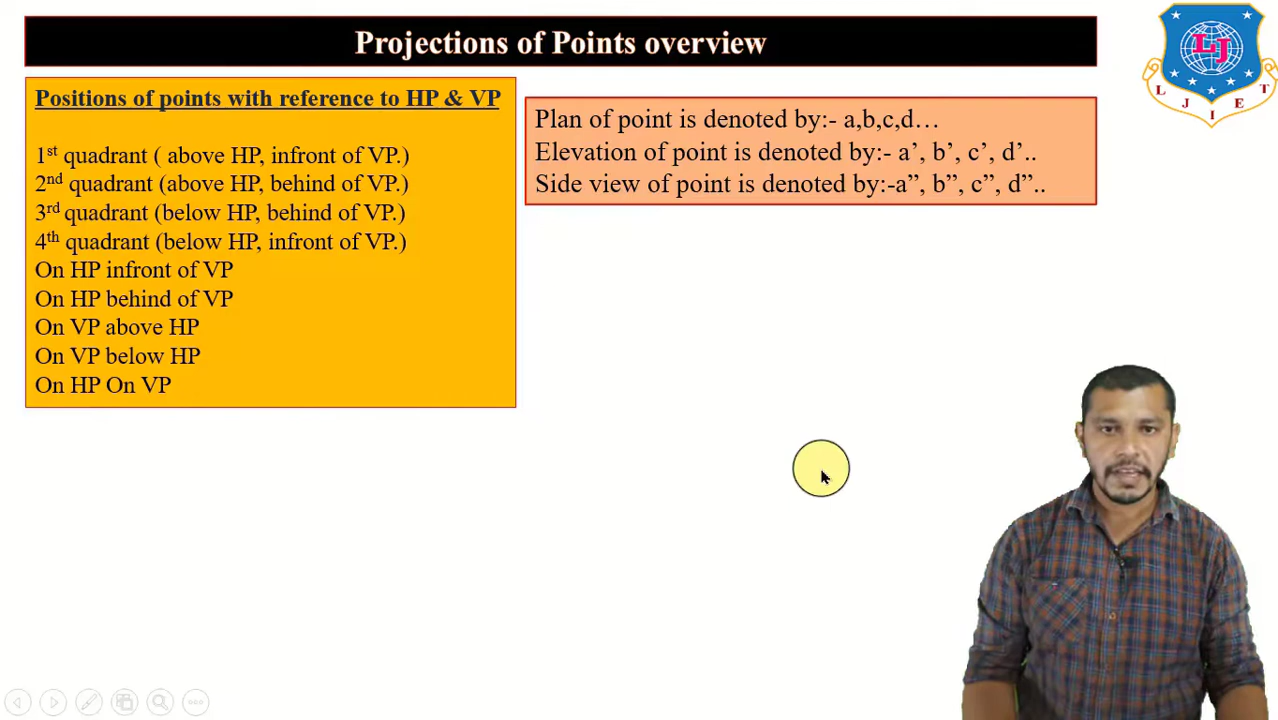 Projections of Points overview
Positions of points with reference to HP & VP
1st quadrant ( above HP, infront of VP.)
2nd quadrant (above HP, behind of VP.)
3rd quadrant (below HP, behind of VP.)
4th quadrant (below HP, infront of VP.)
On HP infront of VP
On HP behind of VP
On VP above HP
On VP below HP
On HP On VP
Plan of point is denoted by:- a,b,c,d…
Elevation of point is denoted by:- a’, b’, c’, d’..
Side view of point is denoted by:-a”, b”, c”, d”..
LJ
L J I E T